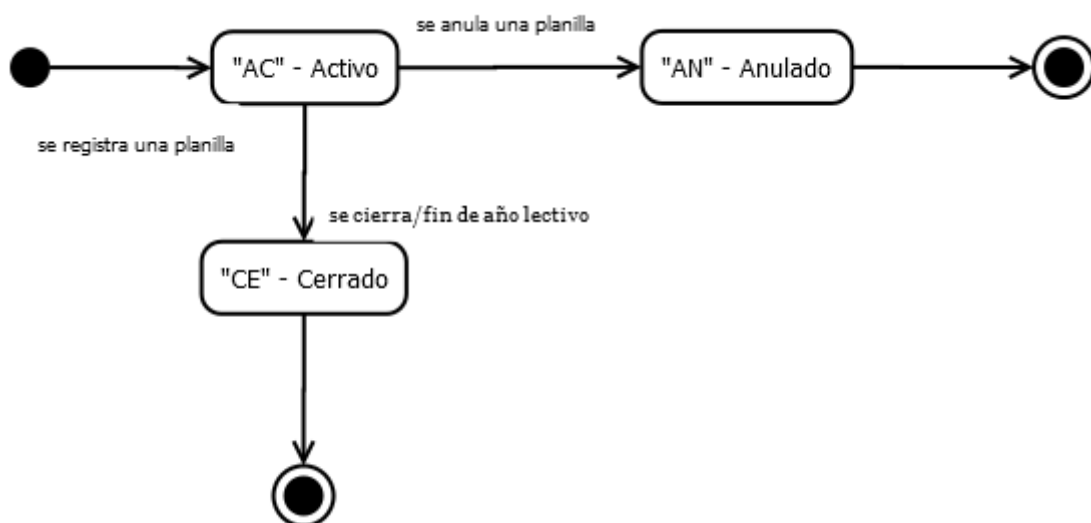 se anula una planilla
"AC" - Activo
"AN" - Anulado
se registra una planilla
se cierra/fin de año lectivo
"CE" - Cerrado